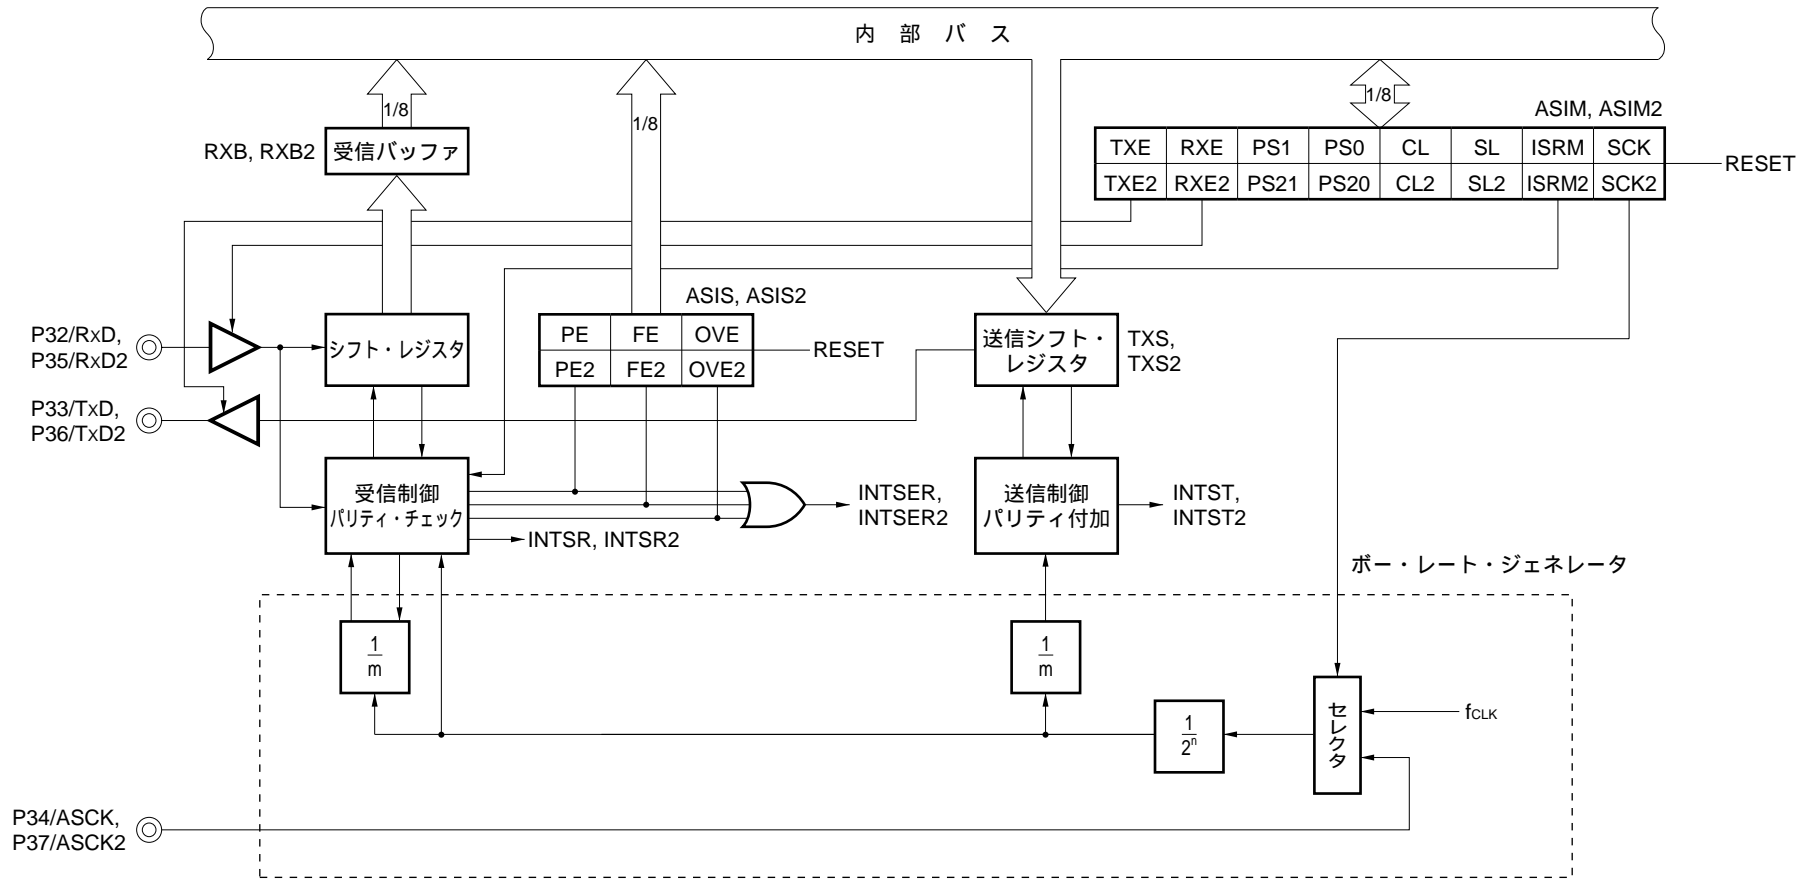 内 部 バ ス
1/8
1/8
1/8
ASIM, ASIM2
RXB, RXB2
受信バッファ
TXE RXE PS1 PS0 CL SL ISRM SCK
TXE2 RXE2 PS21 PS20 CL2 SL2 ISRM2 SCK2
RESET
ASIS, ASIS2
P32/RxD,
P35/RxD2
シフト・レジスタ
PE FE OVE
PE2 FE2 OVE2
RESET
送信シフト・
レジスタ
TXS,
TXS2
P33/TxD,
P36/TxD2
受信制御
パリティ・チェック
INTSER,
INTSER2
INTSR, INTSR2
送信制御
パリティ付加
INTST,
INTST2
ボー・レート・ジェネレータ
1
m
1
m
1
2ⁿ
セレクタ
fCLK
P34/ASCK,
P37/ASCK2